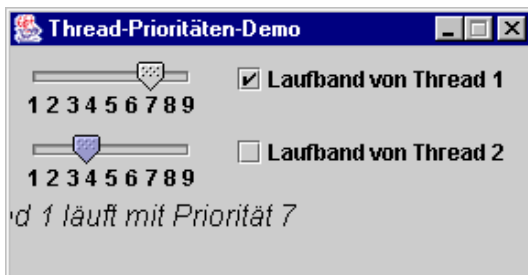 Thread-Prioritäten-Demo
1 2 3 4 5 6 7 8 9
Laufband von Thread 1
1 2 3 4 5 6 7 8 9
Laufband von Thread 2
d 1 läuft mit Priorität 7